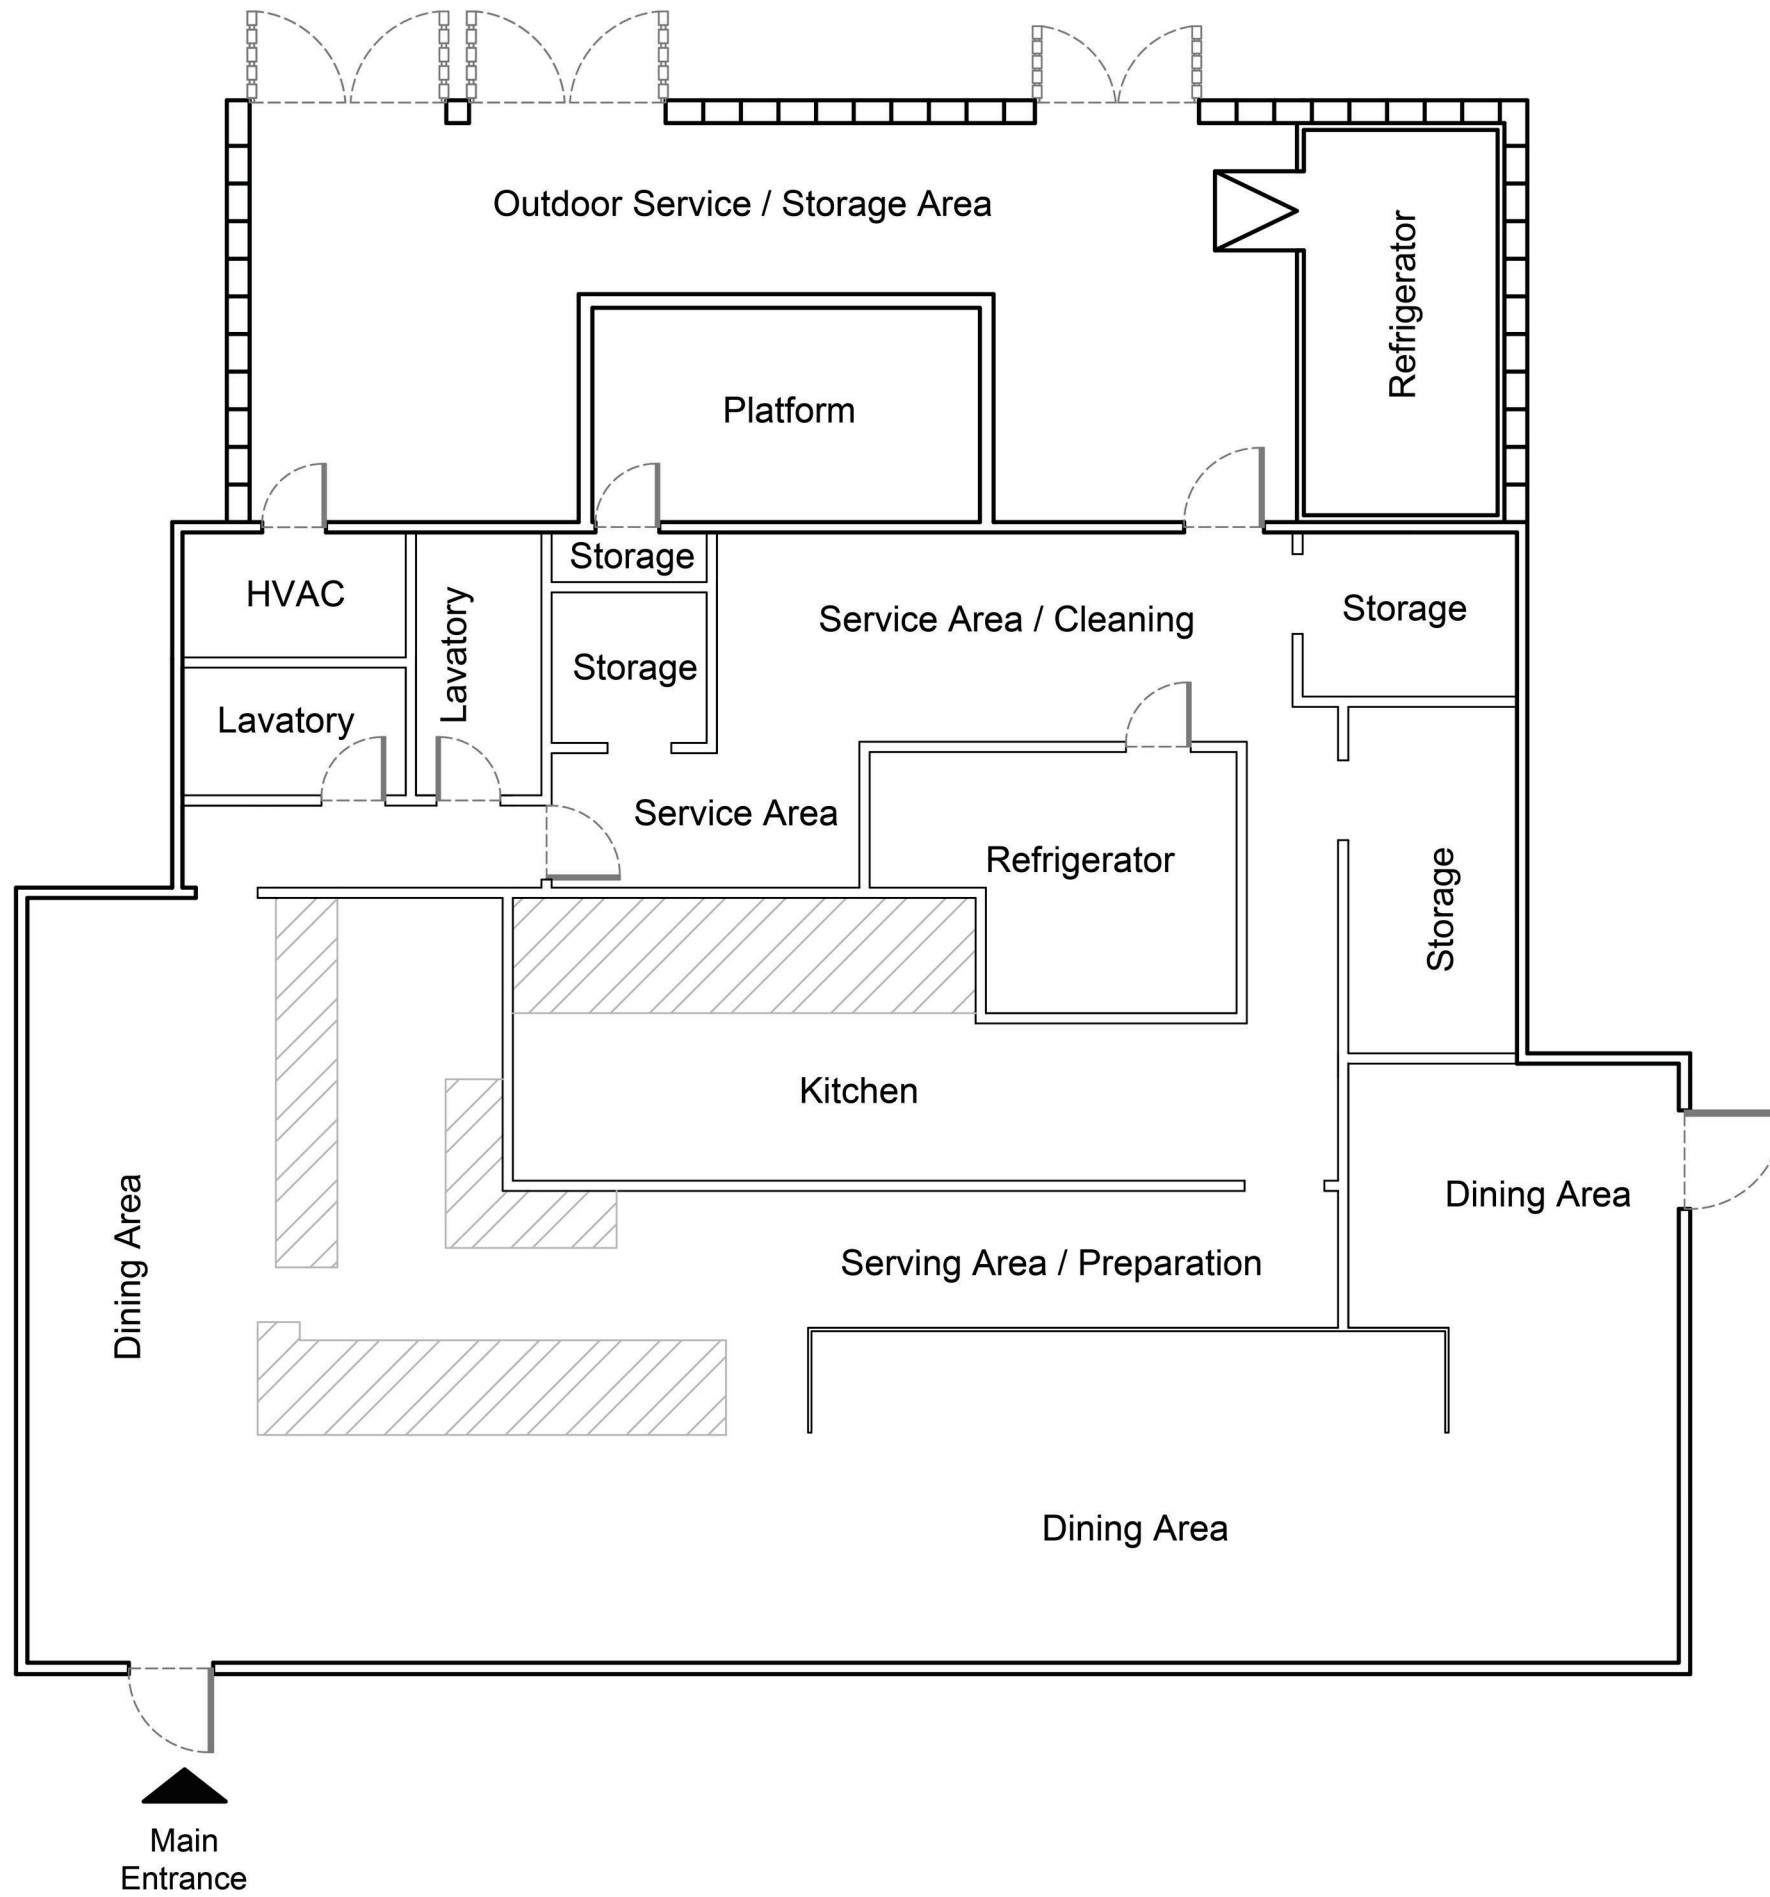 Outdoor Service / Storage Area
Refrigerator
Platform
HVAC
Lavatory
Storage
Service Area / Cleaning
Storage
Storage
Lavatory
Service Area
Refrigerator
Storage
Kitchen
Dining Area
Dining Area
Serving Area / Preparation
Dining Area
Main
Entrance